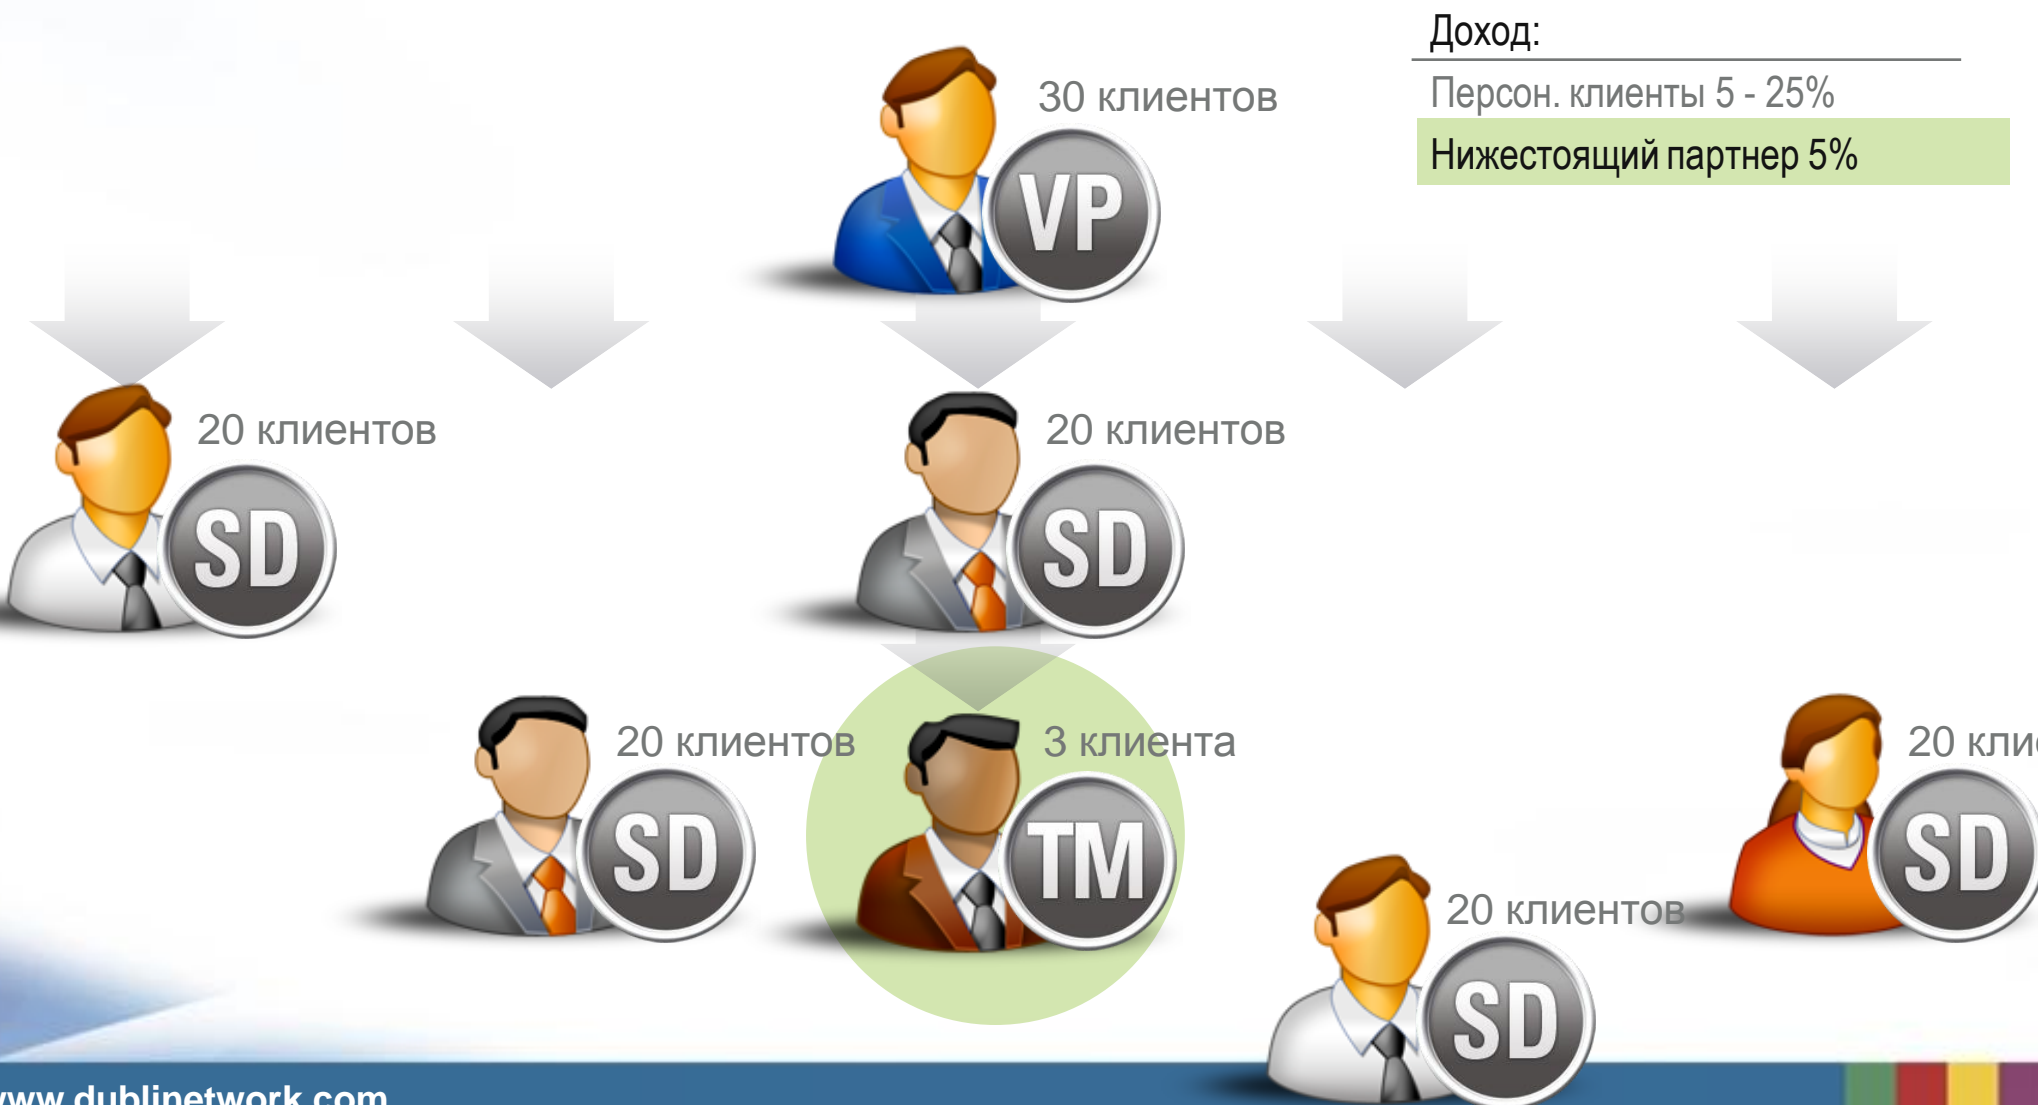 Доход:
30 клиентов
Персон. клиенты 5 - 25%
Нижестоящий партнер 5%
VP
20 клиентов
20 клиентов
SD
SD
20 клиентов
3 клиента
20
SD
TM
SD
20 клиентов
SD
www.dublinetwork.com